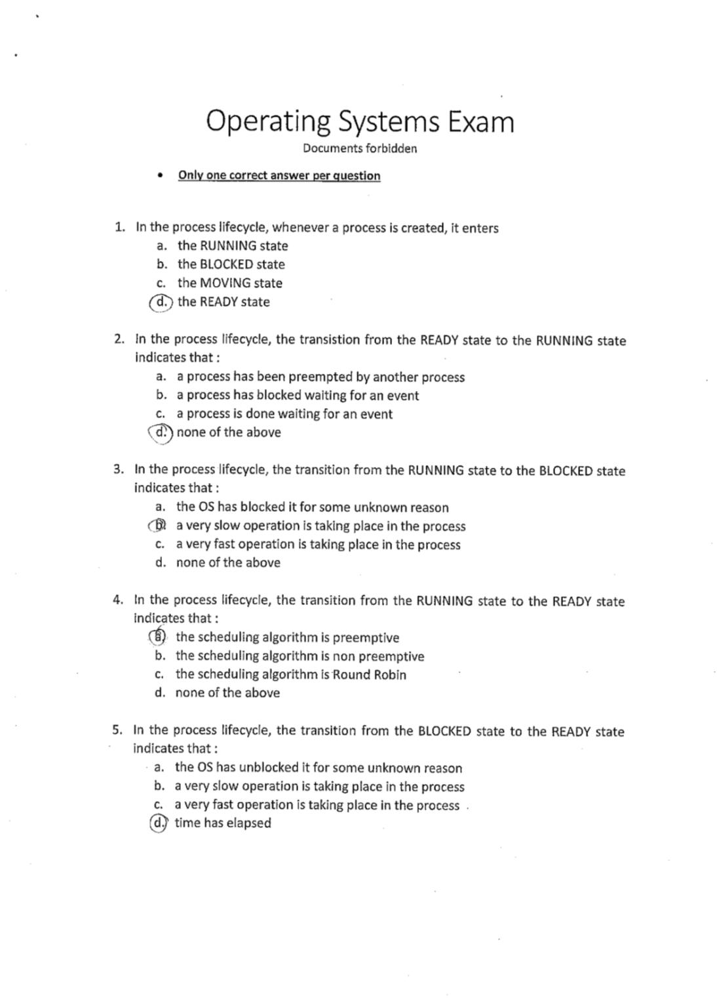 Operating Systems Exam
Documents forbidden
• Only one correct answer per question
1. In the process lifecycle, whenever a process is created, it enters
a. the RUNNING state
b. the BLOCKED state
c. the MOVING state
d. the READY state
2. In the process lifecycle, the transistion from the READY state to the RUNNING state
indicates that :
a. a process has been preempted by another process
b. a process has blocked waiting for an event
c. a process is done waiting for an event
d. none of the above
3. In the process lifecycle, the transition from the RUNNING state to the BLOCKED state
indicates that :
a. the OS has blocked it for some unknown reason
b. a very slow operation is taking place in the process
c. a very fast operation is taking place in the process
d. none of the above
4. In the process lifecycle, the transition from the RUNNING state to the READY state
indicates that :
a. the scheduling algorithm is preemptive
b. the scheduling algorithm is non preemptive
c. the scheduling algorithm is Round Robin
d. none of the above
5. In the process lifecycle, the transition from the BLOCKED state to the READY state
indicates that :
a. the OS has unblocked it for some unknown reason
b. a very slow operation is taking place in the process
c. a very fast operation is taking place in the process
d. time has elapsed